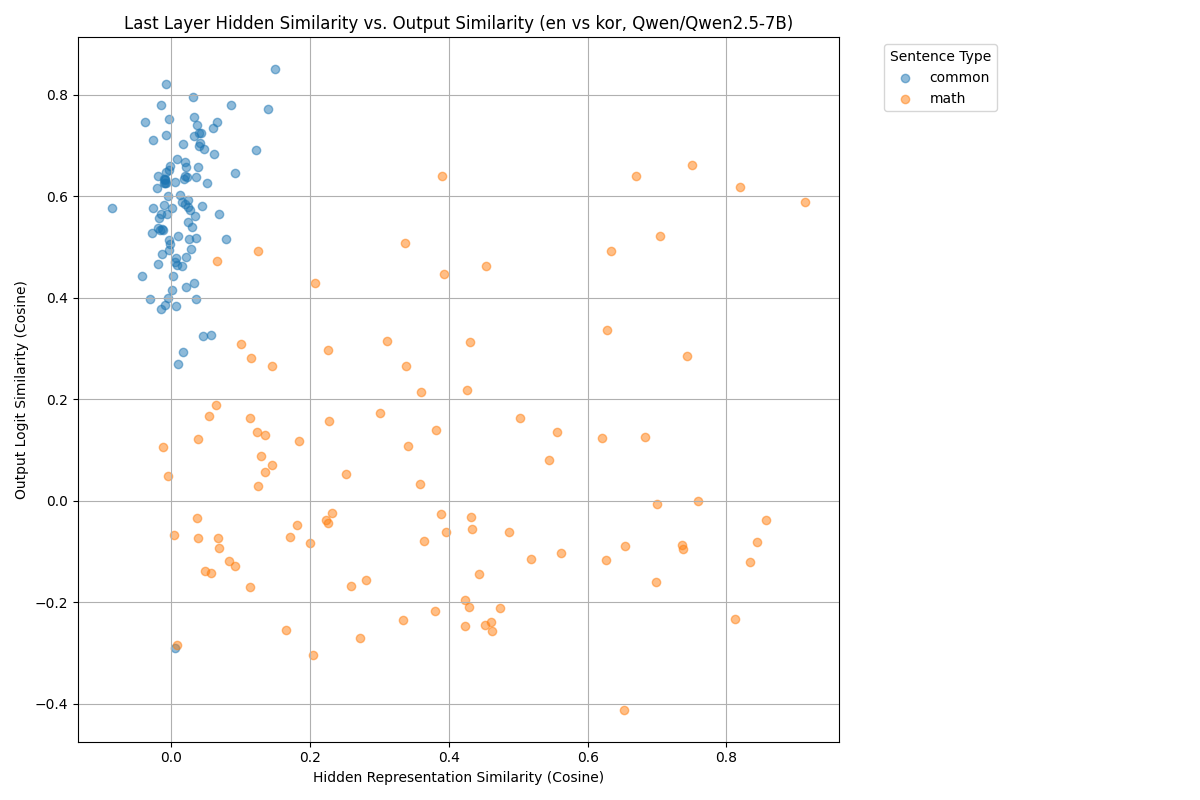 Last Layer Hidden Similarity vs. Output Similarity (en vs kor, Qwen/Qwen2.5-7B)
Sentence Type
common
math
Output Logit Similarity (Cosine)
0.8
0.6
0.4
0.2
0.0
−0.2
−0.4
0.0 0.2 0.4 0.6 0.8
Hidden Representation Similarity (Cosine)